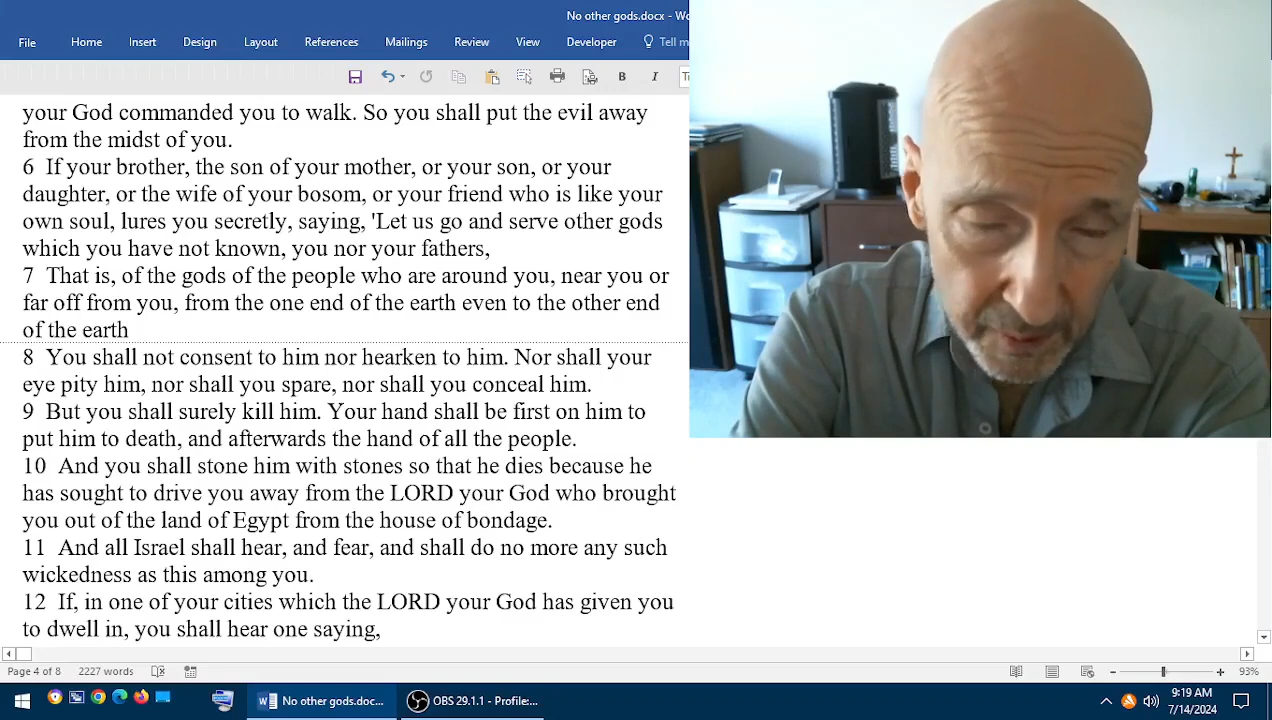 No other gods.docx - Wo
File Home Insert Design Layout References Mailings Review View Developer Tell m
B I
your God commanded you to walk. So you shall put the evil away
from the midst of you.
6 If your brother, the son of your mother, or your son, or your
daughter, or the wife of your bosom, or your friend who is like your
own soul, lures you secretly, saying, 'Let us go and serve other gods
which you have not known, you nor your fathers,
7 That is, of the gods of the people who are around you, near you or
far off from you, from the one end of the earth even to the other end
of the earth
8 You shall not consent to him nor hearken to him. Nor shall your
eye pity him, nor shall you spare, nor shall you conceal him.
9 But you shall surely kill him. Your hand shall be first on him to
put him to death, and afterwards the hand of all the people.
10 And you shall stone him with stones so that he dies because he
has sought to drive you away from the LORD your God who brought
you out of the land of Egypt from the house of bondage.
11 And all Israel shall hear, and fear, and shall do no more any such
wickedness as this among you.
12 If, in one of your cities which the LORD your God has given you
to dwell in, you shall hear one saying,
Page 4 of 8 2227 words 93%
No other gods.doc... OBS 29.1.1 - Profile:... 9:19 AM
7/14/2024